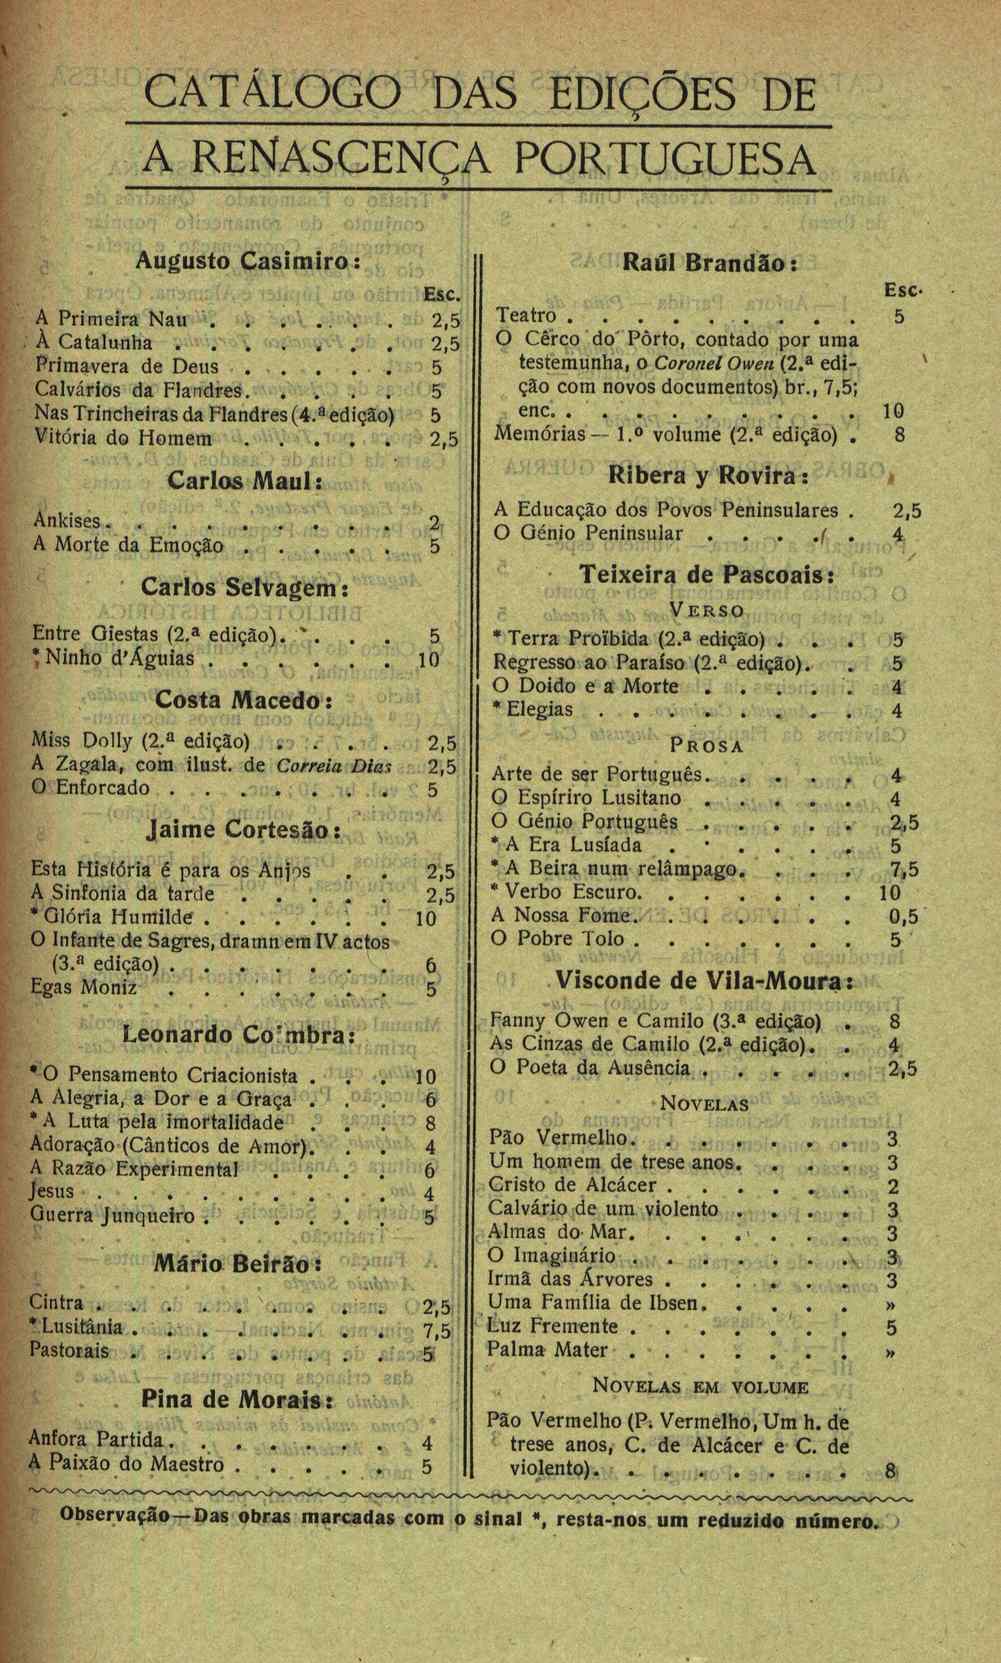 CATÁLOGO DAS EDIÇÕES DE
A RENASCENÇA PORTUGUESA
Augusto Casimiro:
Esc.
A Primeira Nau . . . . . . . 2,5
À Catalunha . . . . . . . 2,5
Primavera de Deus . . . . . 5
Calvários da Flandres. . . . . 5
Nas Trincheiras da Flandres (4.ª edição) 5
Vitória do Homem . . . . . 2,5
Carlos Maul:
Ankises. . . . . . . . . . 2
A Morte da Emoção . . . . . 5
Carlos Selvagem:
Entre Giestas (2.ª edição). . . . 5
* Ninho d'Águias . . . . . . 10
Costa Macedo:
Miss Dolly (2.ª edição) . . . . 2,5
A Zagala, com ilust. de Correia Dias 2,5
O Enforcado . . . . . . . 5
Jaime Cortesão:
Esta História é para os Anjos . . 2,5
A Sinfonia da tarde . . . . . 2,5
* Glória Humilde . . . . . . 10
O Infante de Sagres, dramn em IV actos
(3.ª edição) . . . . . . . 6
Egas Moniz . . . . . . . 5
Leonardo Coimbra:
* O Pensamento Criacionista . . . 10
A Alegria, a Dor e a Graça . . . 6
* A Luta pela imortalidade . . . 8
Adoração (Cânticos de Amor). . . 4
A Razão Experimental . . . . 6
Jesus . . . . . . . . . 4
Guerra Junqueiro . . . . . . 5
Mário Beirão:
Cintra . . . . . . . . . 2,5
* Lusitânia . . . . . . . . 7,5
Pastorais . . . . . . . . 5
Pina de Morais:
Anfora Partida. . . . . . . 4
A Paixão do Maestro . . . . . 5
Raúl Brandão:
Esc.
Teatro . . . . . . . . . 5
O Cêrco do Pôrto, contado por uma
testemunha, o Coronel Owen (2.ª edi-
ção com novos documentos) br., 7,5;
enc. . . . . . . . . . 10
Memórias — 1.º volume (2.ª edição) . 8
Ribera y Rovira:
A Educação dos Povos Peninsulares . 2,5
O Génio Peninsular . . . . . 4
Teixeira de Pascoais:
VERSO
* Terra Proïbida (2.ª edição) . . . 5
Regresso ao Paraíso (2.ª edição). . 5
O Doido e a Morte . . . . . 4
* Elegias . . . . . . . . 4
PROSA
Arte de ser Português. . . . . 4
O Espíriro Lusitano . . . . . 4
O Génio Português . . . . . 2,5
* A Era Lusíada . . . . . . 5
* A Beira num relâmpago. . . . 7,5
* Verbo Escuro. . . . . . . 10
A Nossa Fome. . . . . . . 0,5
O Pobre Tolo . . . . . . . 5
Visconde de Vila-Moura:
Fanny Owen e Camilo (3.ª edição) . 8
As Cinzas de Camilo (2.ª edição). . 4
O Poeta da Ausência . . . . . 2,5
NOVELAS
Pão Vermelho. . . . . . . 3
Um homem de trese anos. . . . 3
Cristo de Alcácer . . . . . . 2
Calvário de um violento . . . . 3
Almas do Mar. . . . . . . 3
O Imaginário . . . . . . . 3
Irmã das Árvores . . . . . . 3
Uma Família de Ibsen. . . . . »
Luz Fremente . . . . . . . 5
Palma Mater . . . . . . . »
NOVELAS EM VOLUME
Pão Vermelho (P. Vermelho, Um h. de
trese anos, C. de Alcácer e C. de
violento). . . . . . . . . 8
Observação—Das obras marcadas com o sinal *, resta-nos um reduzido número.